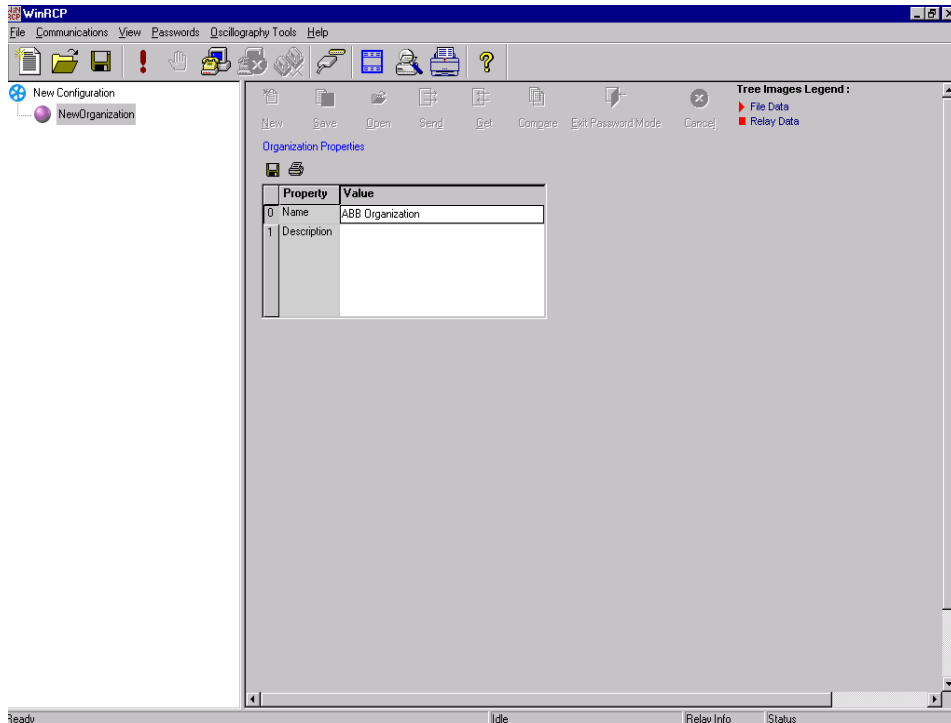 WIN RCP WinRCP
File Communications View Passwords Oscillography Tools Help
New Configuration
NewOrganization
New Save Open Send Get Compare Exit Password Mode Cancel
Tree Images Legend :
File Data
Relay Data
Organization Properties
Property Value
0 Name ABB Organization
1 Description
Ready Idle Relay Info Status